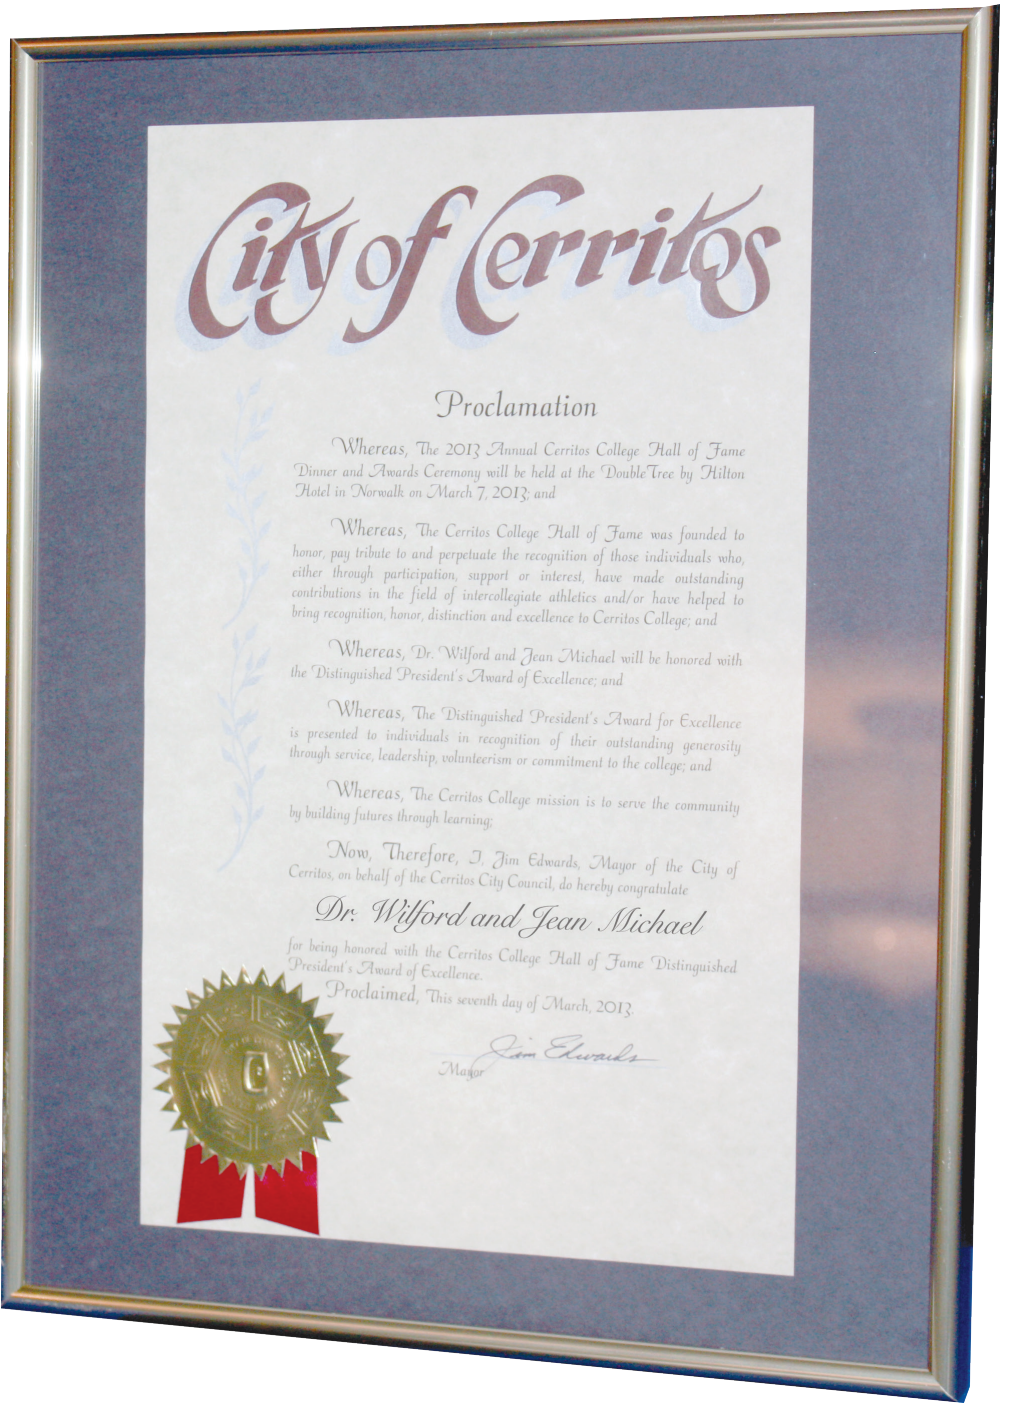 City of Cerritos
Proclamation
Whereas, The 2013 Annual Cerritos College Hall of Fame
Dinner and Awards Ceremony will be held at the DoubleTree by Hilton
Hotel in Norwalk on March 7, 2013; and
Whereas, The Cerritos College Hall of Fame was founded to
honor, pay tribute to and perpetuate the recognition of those individuals who,
either through participation, support or interest, have made outstanding
contributions in the field of intercollegiate athletics and/or have helped to
bring recognition, honor, distinction and excellence to Cerritos College; and
Whereas, Dr. Wilford and Jean Michael will be honored with
the Distinguished President's Award of Excellence; and
Whereas, The Distinguished President's Award for Excellence
is presented to individuals in recognition of their outstanding generosity
through service, leadership, volunteerism or commitment to the college; and
Whereas, The Cerritos College mission is to serve the community
by building futures through learning;
Now, Therefore, I, Jim Edwards, Mayor of the City of
Cerritos, on behalf of the Cerritos City Council, do hereby congratulate
Dr. Wilford and Jean Michael
for being honored with the Cerritos College Hall of Fame Distinguished
President's Award of Excellence.
Proclaimed, This seventh day of March, 2013.
Jim Edwards
Mayor